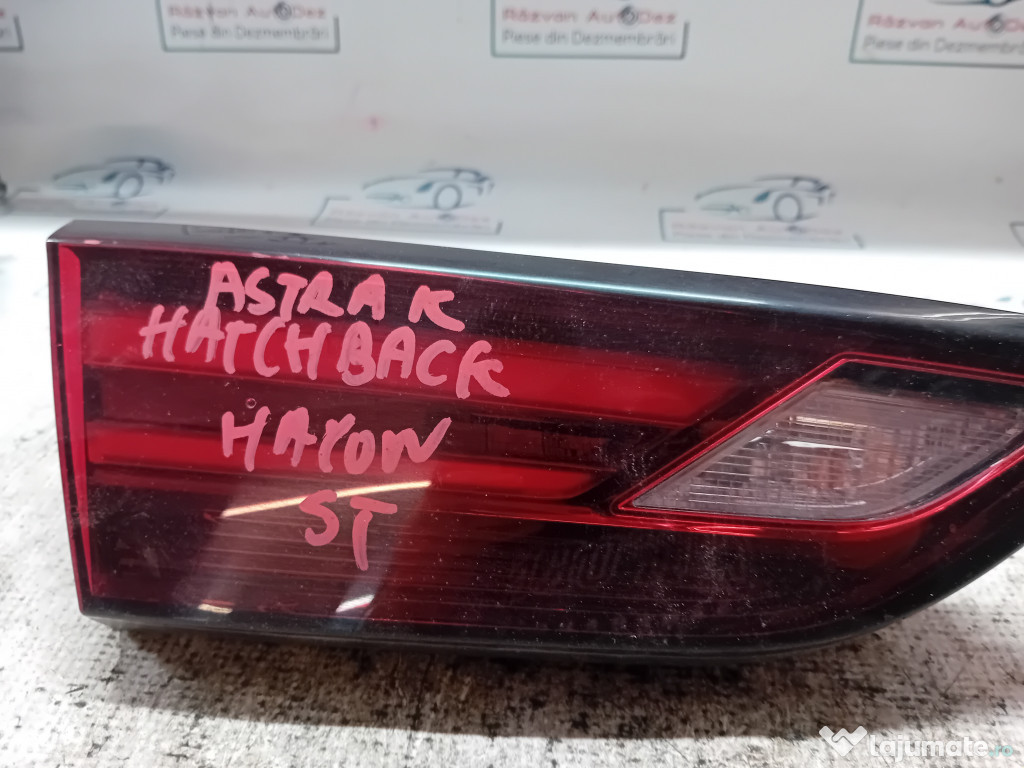 Răzvan AutoDez
Piese din Dezmembrări
Răzvan AutoDez
Piese din Dezmembrări
Răzvan AutoDez
Piese din Dezmembrări
ASTRA K
HATCHBACK
HAYON
ST
lajumate.ro